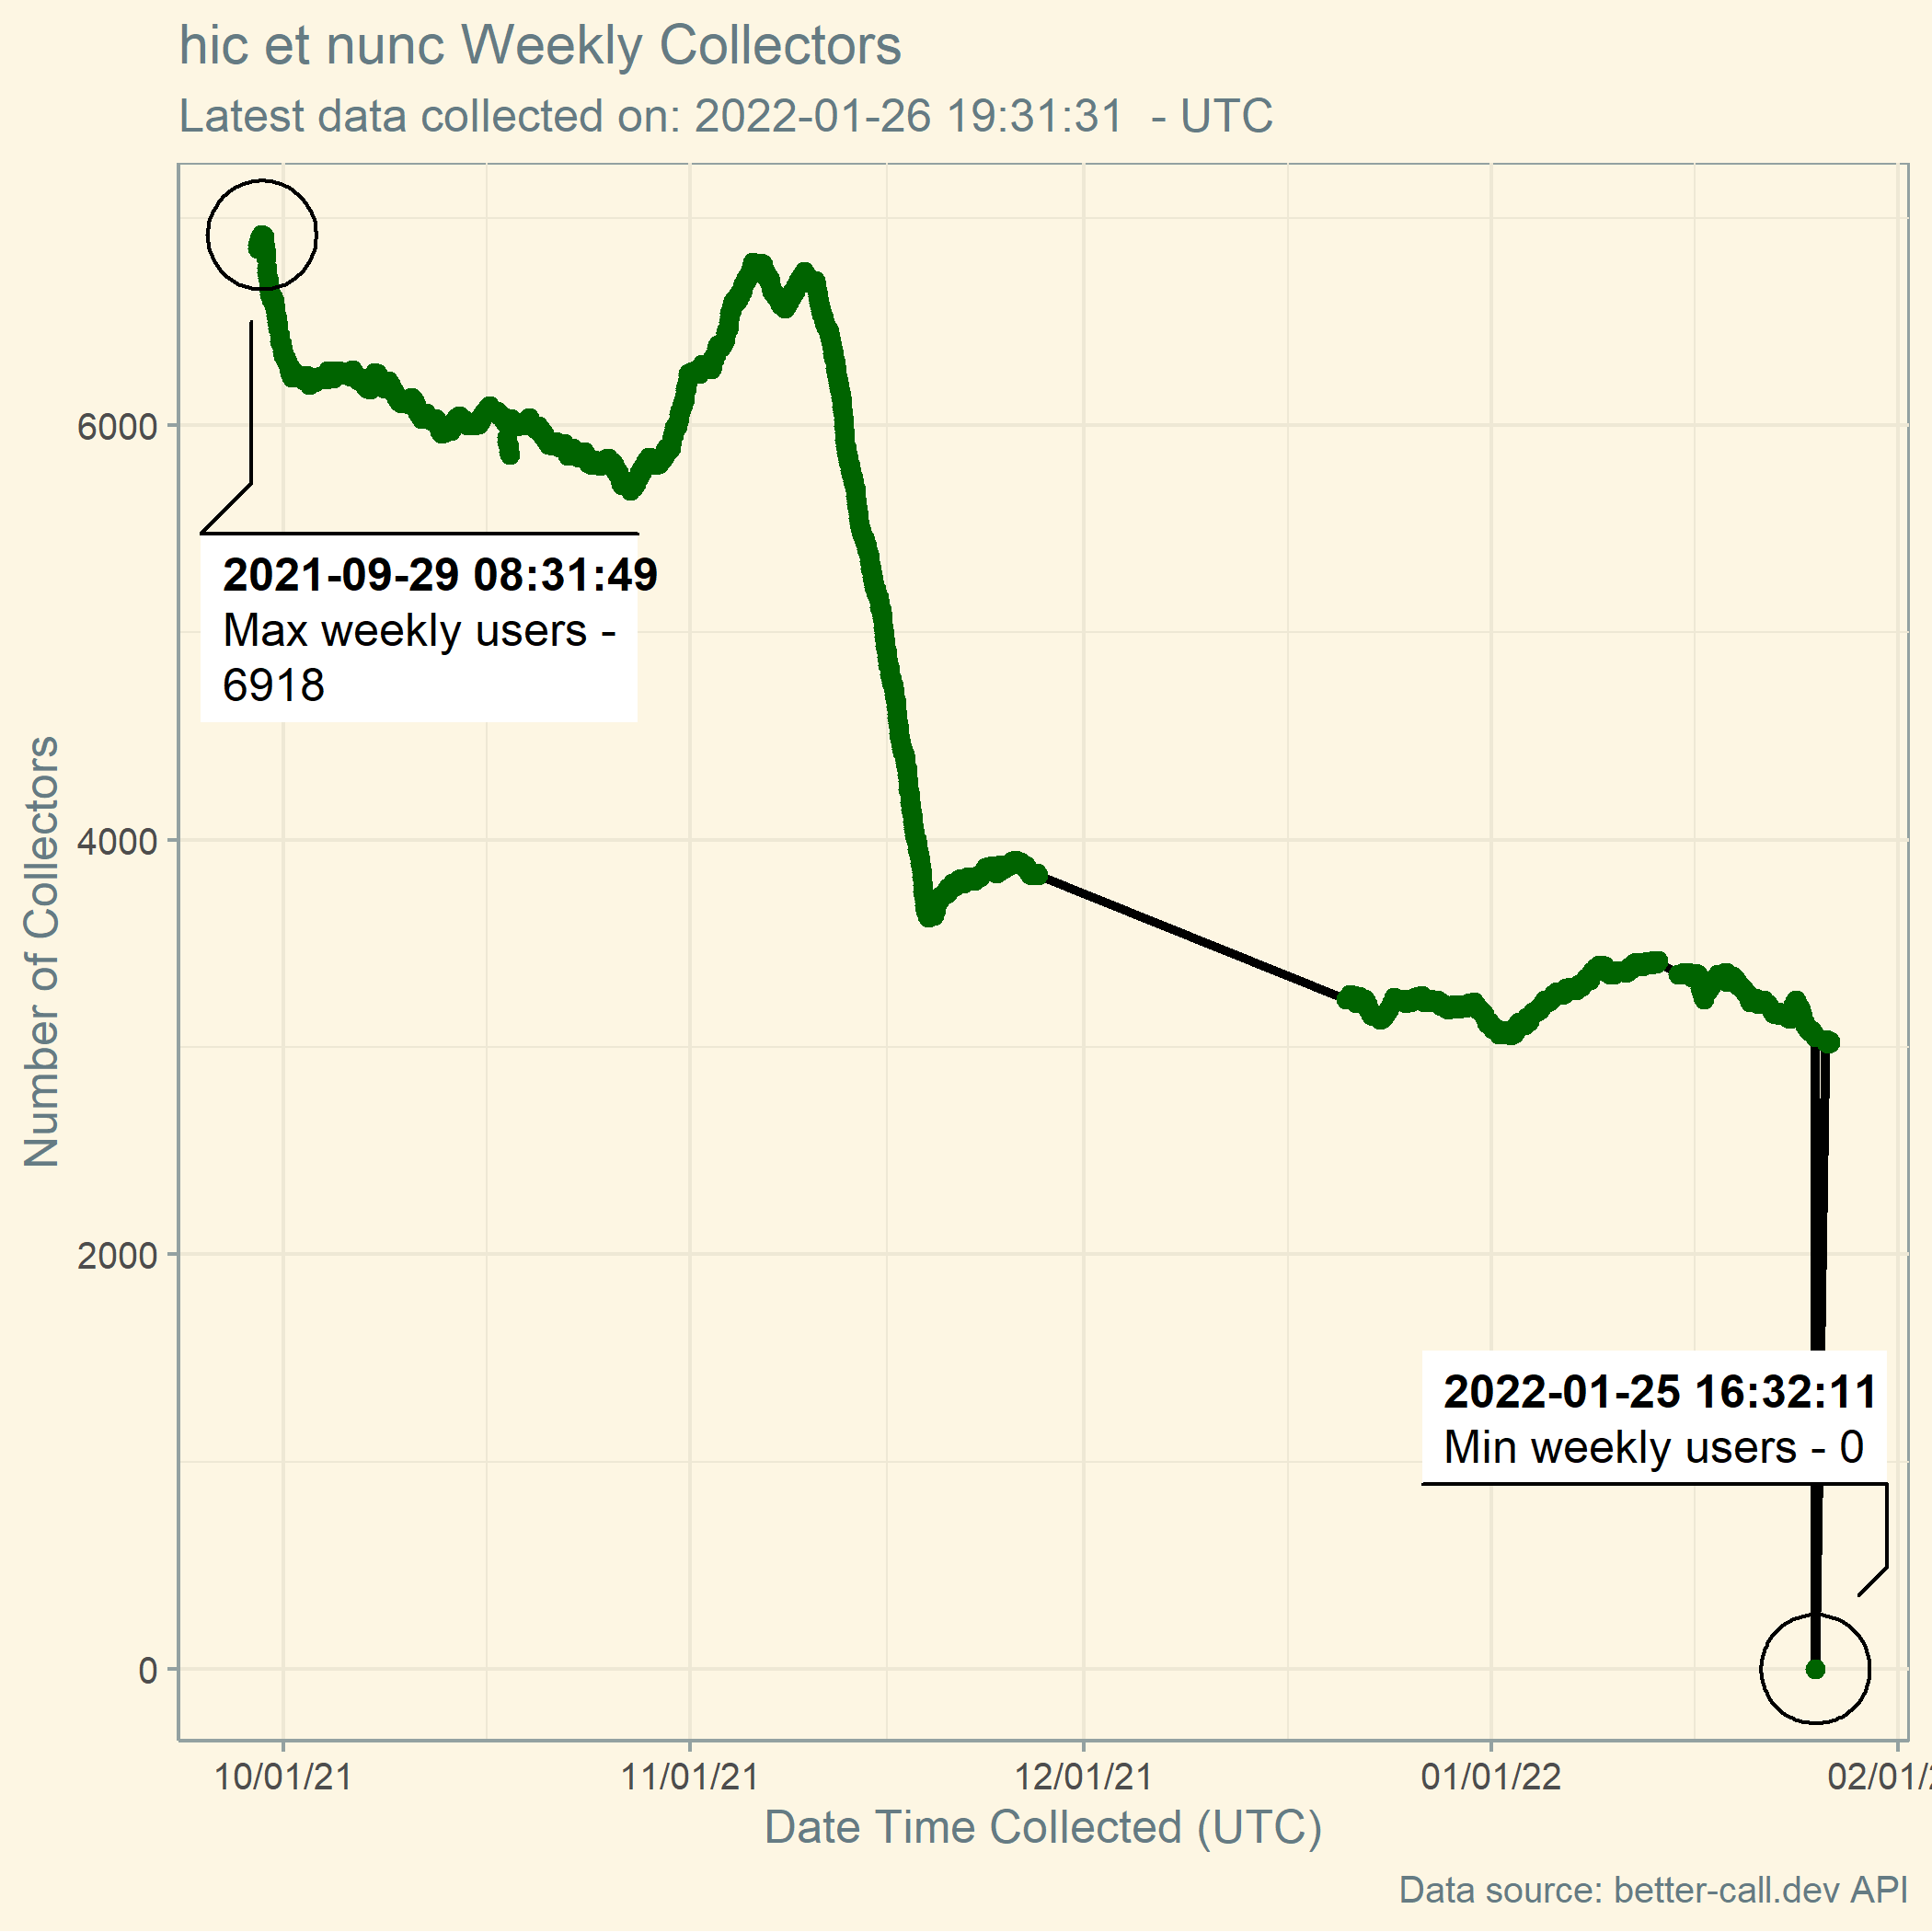 hic et nunc Weekly Collectors
Latest data collected on: 2022-01-26 19:31:31  - UTC
Number of Collectors
6000
4000
2000
0
2021-09-29 08:31:49
Max weekly users -
6918
2022-01-25 16:32:11
Min weekly users - 0
10/01/21
11/01/21
12/01/21
01/01/22
02/01/2
Date Time Collected (UTC)
Data source: better-call.dev API